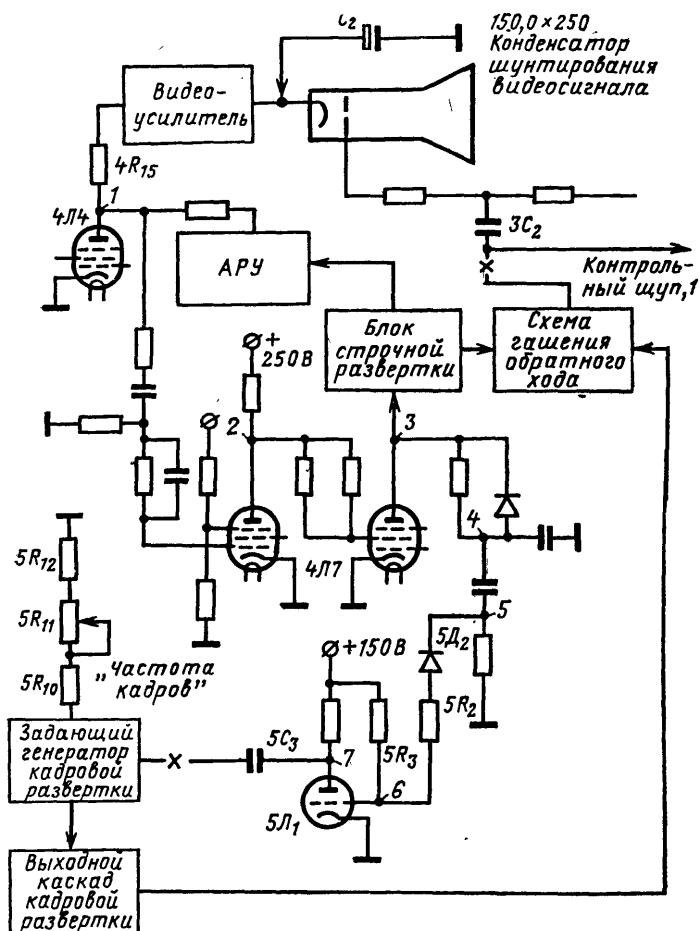 C2
150,0×250
Конденсатор
шунтирования
видеосигнала
Видео-
усилитель
4R15
1
4Л4
АРУ
3C2
Контроль-
ный щуп,1
Блок
строчной
развертки
Схема
гашения
обратного
хода
+
250В
2
3
4Л7
4
5
5R12
5R11
5R10
"Частота
кадров"
+150В
5Д2
5R2
Задающий
генератор
кадровой
развертки
5C3
7
5R3
6
5Л1
Выходной
каскад
кадровой
развертки